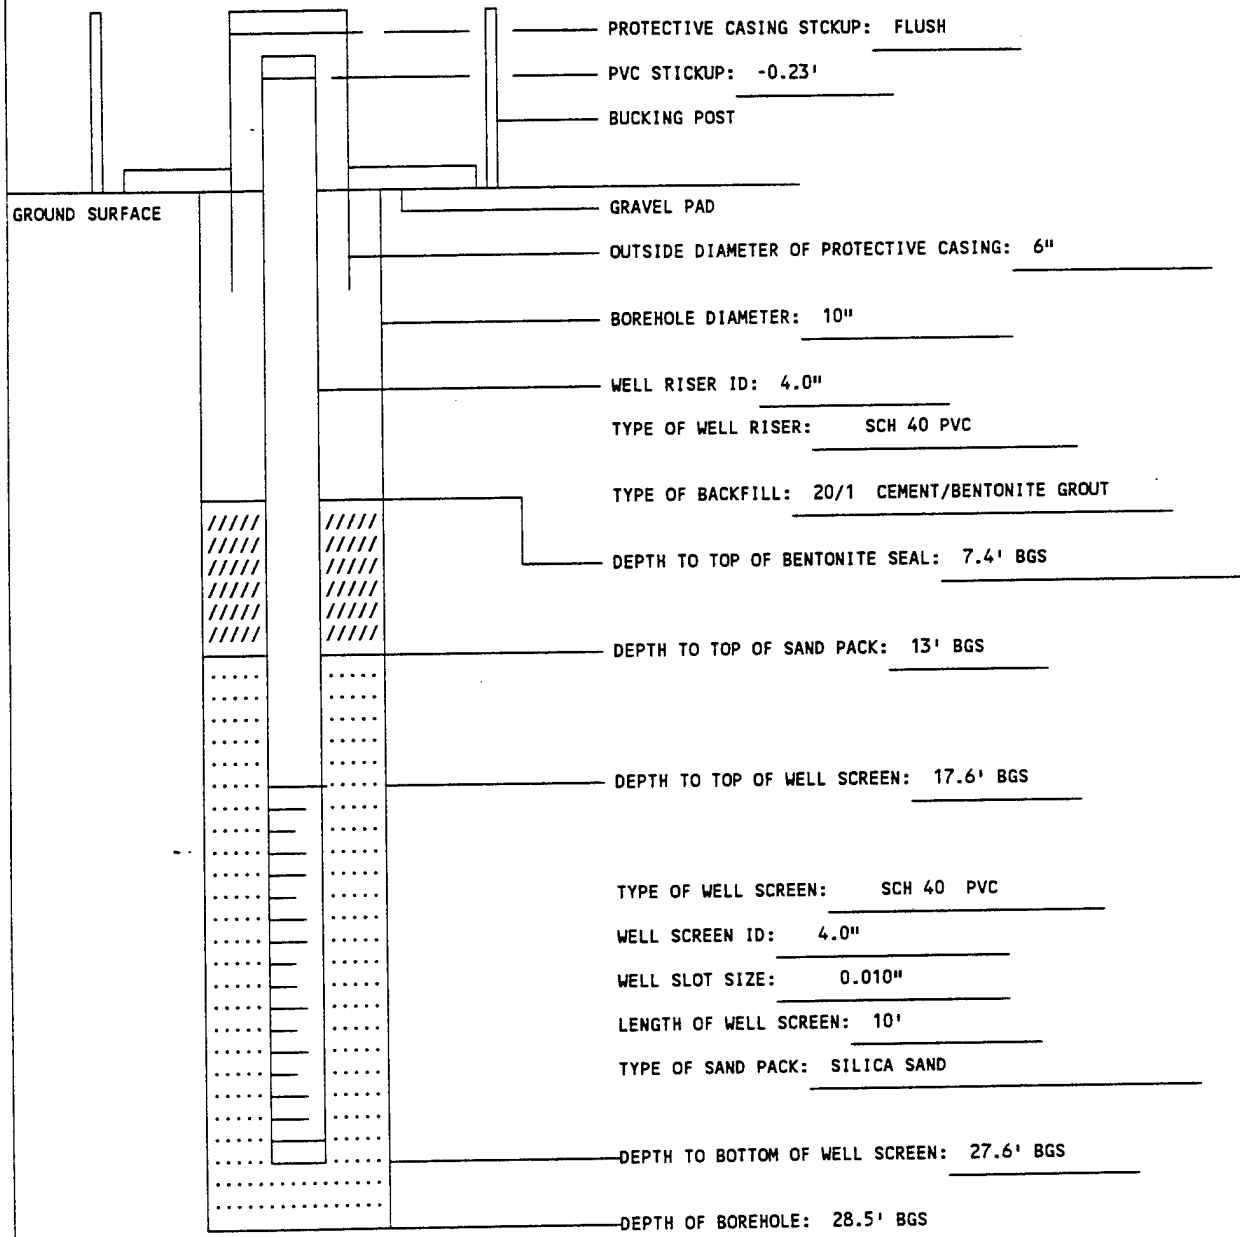 PROTECTIVE CASING STCKUP: FLUSH
PVC STICKUP: -0.23'
BUCKING POST
GROUND SURFACE
GRAVEL PAD
OUTSIDE DIAMETER OF PROTECTIVE CASING: 6"
BOREHOLE DIAMETER: 10"
WELL RISER ID: 4.0"
TYPE OF WELL RISER: SCH 40 PVC
TYPE OF BACKFILL: 20/1 CEMENT/BENTONITE GROUT
DEPTH TO TOP OF BENTONITE SEAL: 7.4' BGS
DEPTH TO TOP OF SAND PACK: 13' BGS
DEPTH TO TOP OF WELL SCREEN: 17.6' BGS
TYPE OF WELL SCREEN: SCH 40 PVC
WELL SCREEN ID: 4.0"
WELL SLOT SIZE: 0.010"
LENGTH OF WELL SCREEN: 10'
TYPE OF SAND PACK: SILICA SAND
DEPTH TO BOTTOM OF WELL SCREEN: 27.6' BGS
DEPTH OF BOREHOLE: 28.5' BGS